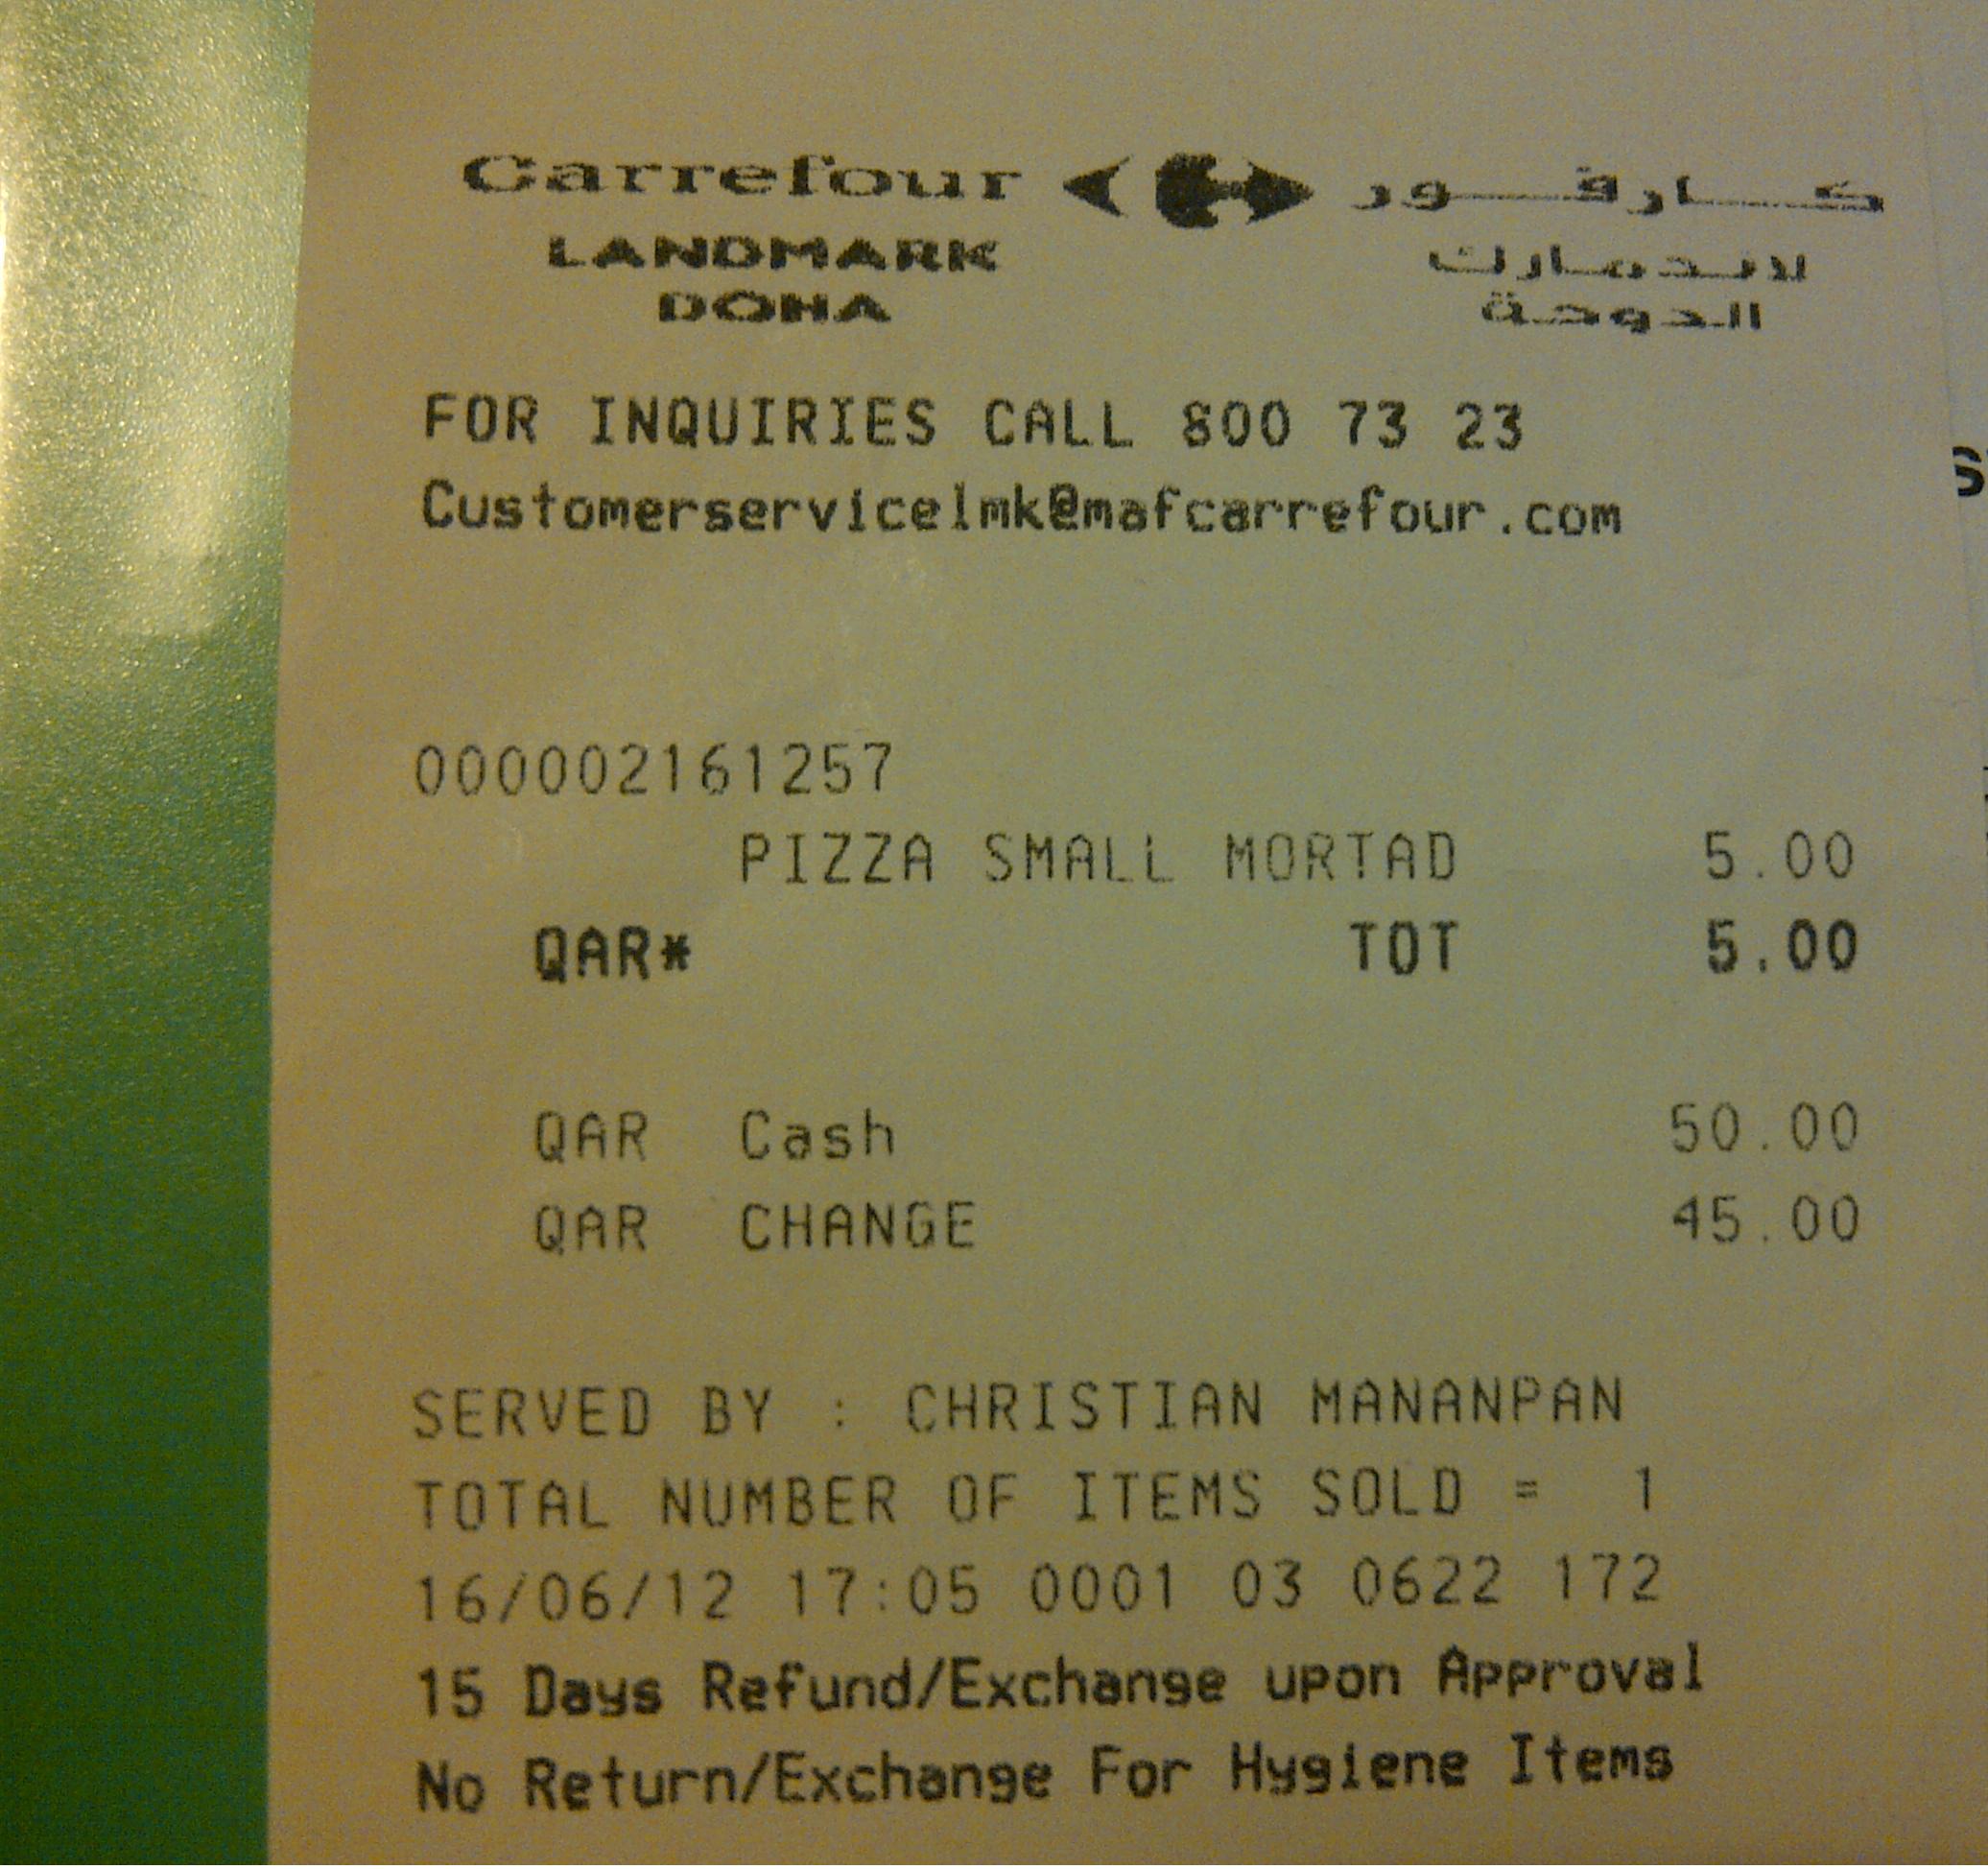 Carrefour كارفور
LANDMARK لاندمارك
DOHA الدوحة
FOR INQUIRIES CALL 800 73 23
Customerservicelmk@mafcarrefour.com
000002161257
PIZZA SMALL MORTAD 5.00
QAR* TOT 5.00
QAR Cash 50.00
QAR CHANGE 45.00
SERVED BY : CHRISTIAN MANANPAN
TOTAL NUMBER OF ITEMS SOLD = 1
16/06/12 17:05 0001 03 0622 172
15 Days Refund/Exchange upon Approval
No Return/Exchange For Hygiene Items